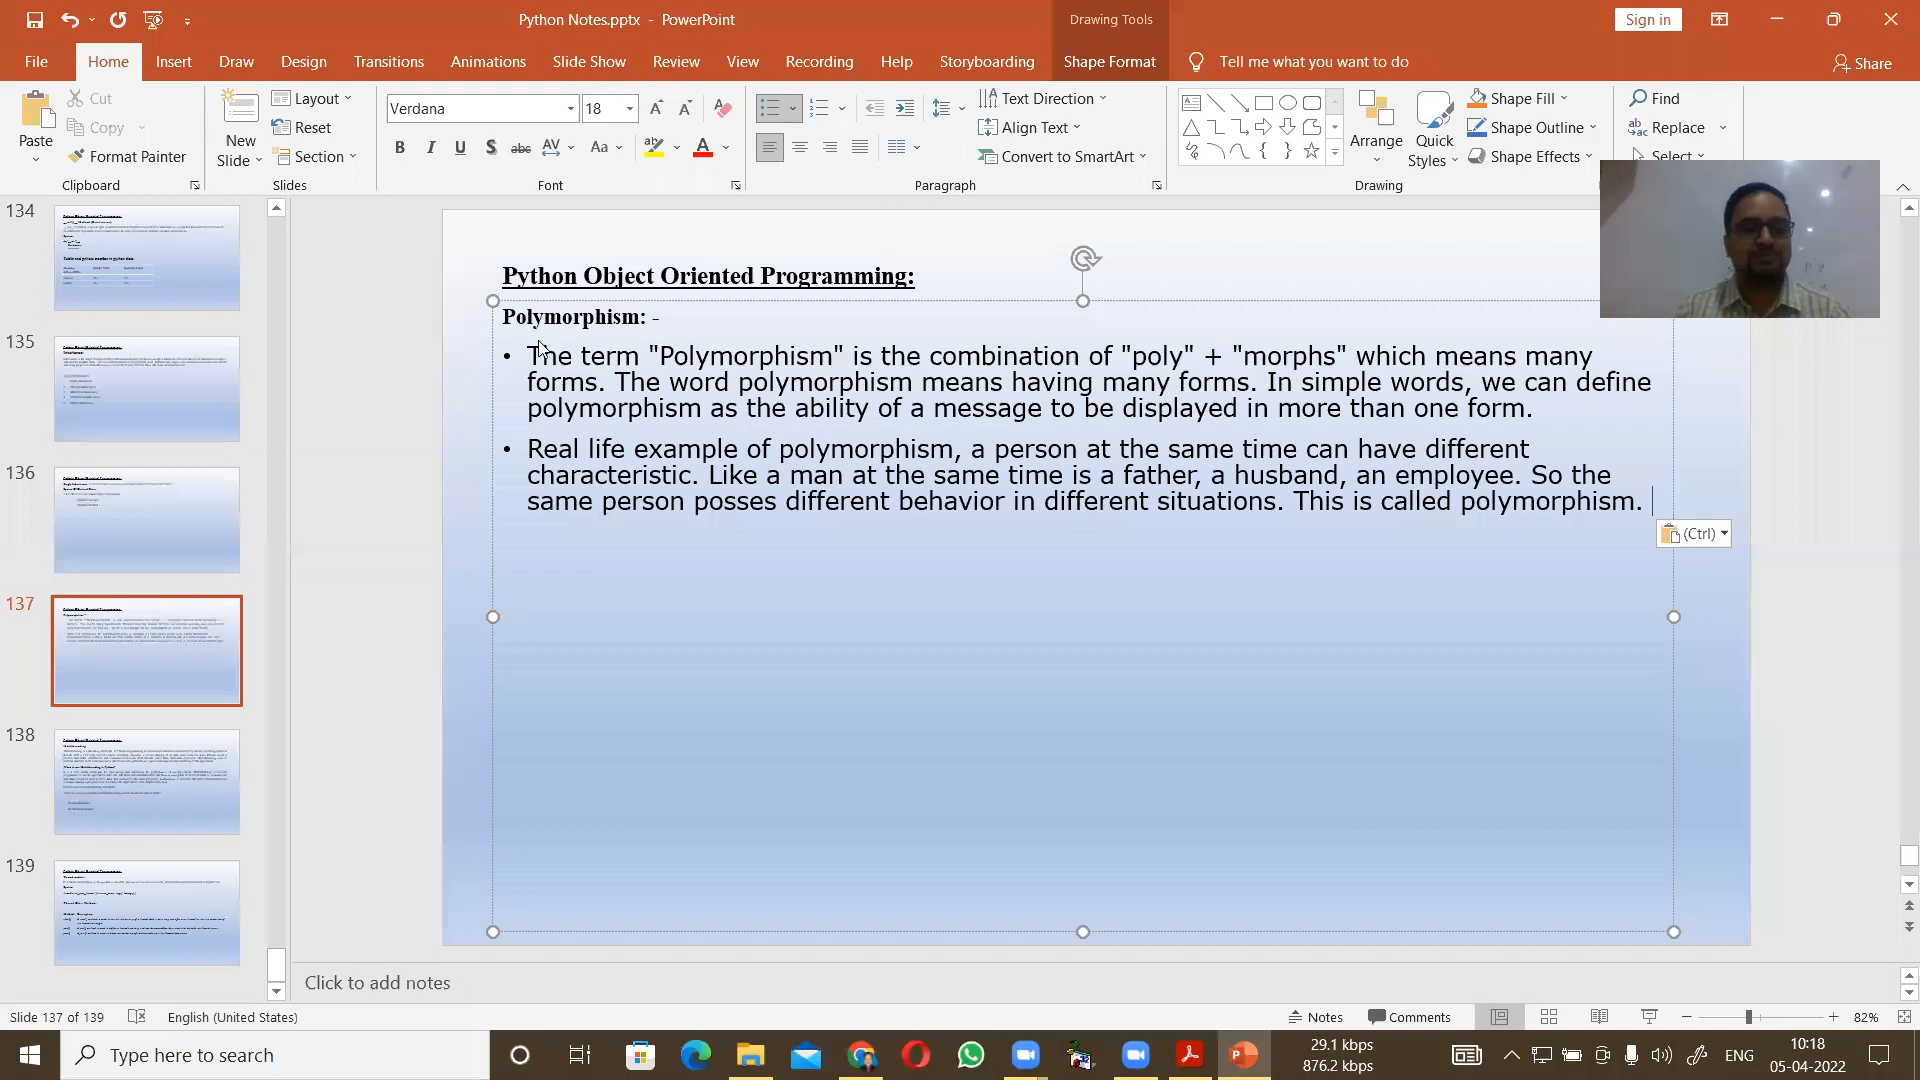 Python Notes.pptx - PowerPoint
Drawing Tools
Sign in
File
Home
Insert
Draw
Design
Transitions
Animations
Slide Show
Review
View
Recording
Help
Storyboarding
Shape Format
Tell me what you want to do
Share
Paste
Cut
Copy
Format Painter
Clipboard
New Slide
Layout
Reset
Section
Slides
Verdana
18
Font
Text Direction
Align Text
Convert to SmartArt
Paragraph
Arrange
Quick Styles
Shape Fill
Shape Outline
Shape Effects
Drawing
Find
Replace
Select
134
135
136
137
138
139
Python Object Oriented Programming:
Polymorphism: -
• The term "Polymorphism" is the combination of "poly" + "morphs" which means many
forms. The word polymorphism means having many forms. In simple words, we can define
polymorphism as the ability of a message to be displayed in more than one form.
• Real life example of polymorphism, a person at the same time can have different
characteristic. Like a man at the same time is a father, a husband, an employee. So the
same person posses different behavior in different situations. This is called polymorphism.
(Ctrl)
Click to add notes
Slide 137 of 139
English (United States)
Notes
Comments
82%
Type here to search
29.1 kbps
876.2 kbps
ENG
10:18
05-04-2022